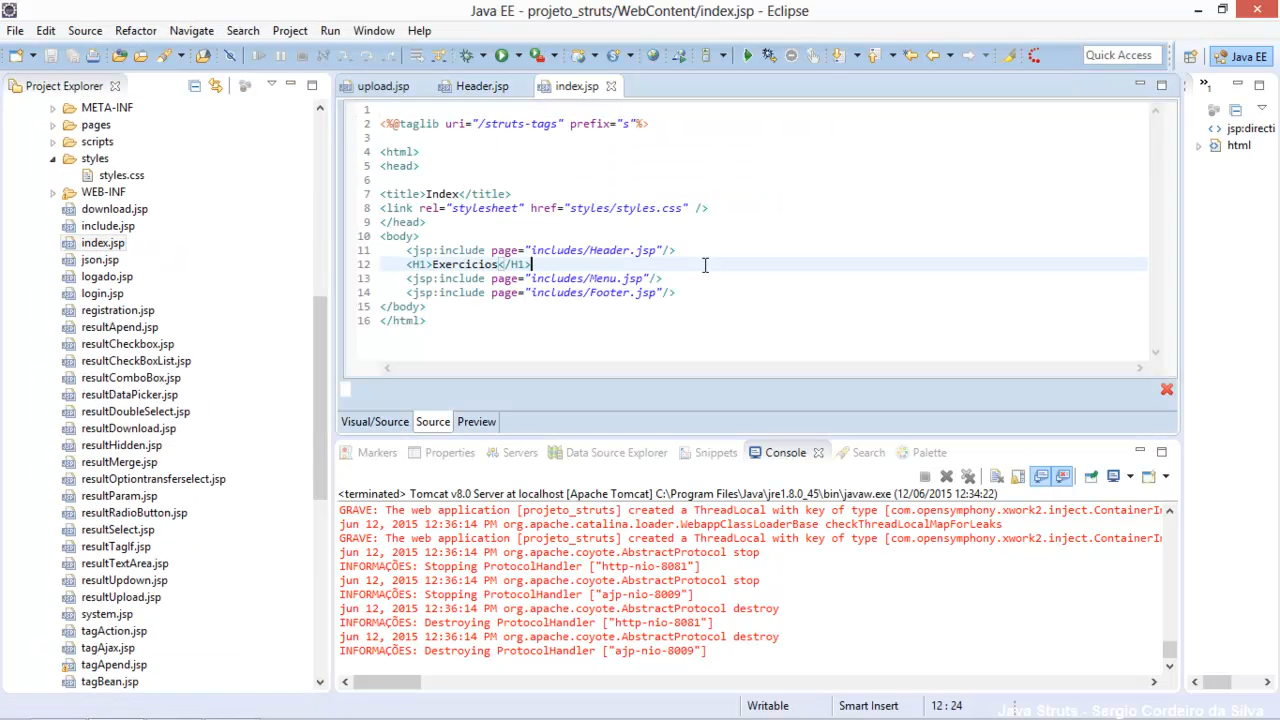 Java EE - projeto_struts/WebContent/index.jsp - Eclipse
File Edit Source Refactor Navigate Search Project Run Window Help
Quick Access
Java EE
Project Explorer
META-INF
pages
scripts
styles
styles.css
WEB-INF
download.jsp
include.jsp
index.jsp
json.jsp
logado.jsp
login.jsp
registration.jsp
resultApend.jsp
resultCheckbox.jsp
resultCheckBoxList.jsp
resultComboBox.jsp
resultDataPicker.jsp
resultDoubleSelect.jsp
resultDownload.jsp
resultHidden.jsp
resultMerge.jsp
resultOptiontransferselect.jsp
resultParam.jsp
resultRadioButton.jsp
resultSelect.jsp
resultTagIf.jsp
resultTextArea.jsp
resultUpdown.jsp
resultUpload.jsp
system.jsp
tagAction.jsp
tagAjax.jsp
tagApend.jsp
tagBean.jsp
upload.jsp Header.jsp index.jsp
1
2 <%@taglib uri="/struts-tags" prefix="s"%>
3
4 <html>
5 <head>
6
7 <title>Index</title>
8 <link rel="stylesheet" href="styles/styles.css" />
9 </head>
10 <body>
11 <jsp:include page="includes/Header.jsp"/>
12 <H1>Exercicios</H1>
13 <jsp:include page="includes/Menu.jsp"/>
14 <jsp:include page="includes/Footer.jsp"/>
15 </body>
16 </html>
Visual/Source Source Preview
Markers Properties Servers Data Source Explorer Snippets Console Search Palette
<terminated> Tomcat v8.0 Server at localhost [Apache Tomcat] C:\Program Files\Java\jre1.8.0_45\bin\javaw.exe (12/06/2015 12:34:22)
GRAVE: The web application [projeto_struts] created a ThreadLocal with key of type [com.opensymphony.xwork2.inject.ContainerI
jun 12, 2015 12:36:14 PM org.apache.catalina.loader.WebappClassLoaderBase checkThreadLocalMapForLeaks
GRAVE: The web application [projeto_struts] created a ThreadLocal with key of type [com.opensymphony.xwork2.inject.ContainerI
jun 12, 2015 12:36:14 PM org.apache.coyote.AbstractProtocol stop
INFORMAÇÕES: Stopping ProtocolHandler ["http-nio-8081"]
jun 12, 2015 12:36:14 PM org.apache.coyote.AbstractProtocol stop
INFORMAÇÕES: Stopping ProtocolHandler ["ajp-nio-8009"]
jun 12, 2015 12:36:14 PM org.apache.coyote.AbstractProtocol destroy
INFORMAÇÕES: Destroying ProtocolHandler ["http-nio-8081"]
jun 12, 2015 12:36:14 PM org.apache.coyote.AbstractProtocol destroy
INFORMAÇÕES: Destroying ProtocolHandler ["ajp-nio-8009"]
jsp:directi
html
Writable Smart Insert 12 : 24
Java Struts - Sergio Cordeiro da Silva